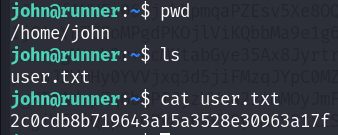 john@runner:~$ pwd
/home/john
john@runner:~$ ls
user.txt
john@runner:~$ cat user.txt
2c0cdb8b719643a15a3528e30963a17f